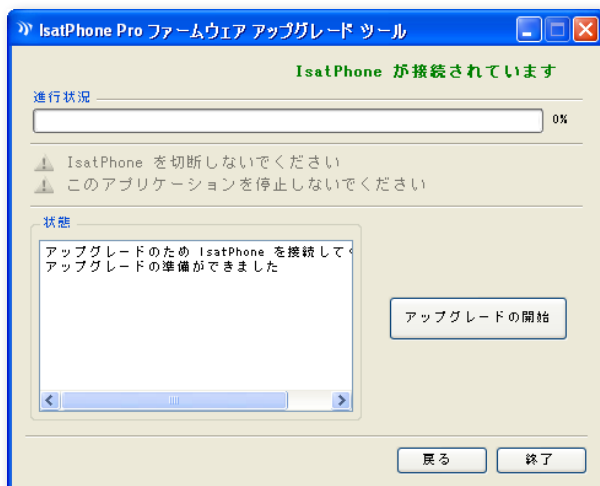 IsatPhone Pro ファームウェア アップグレード ツール
IsatPhone が接続されています
進行状況
0%
IsatPhone を切断しないでください
このアプリケーションを停止しないでください
状態
アップグレードのため IsatPhone を接続して
アップグレードの準備ができました
アップグレードの開始
戻る
終了